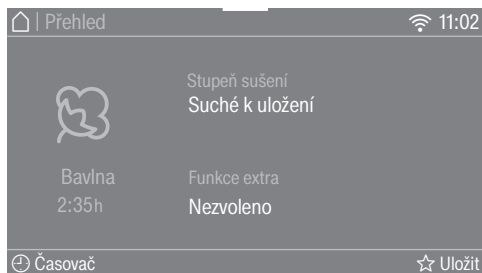 Přehled 11:02
Stupeň sušení
Suché k uložení
Bavlna
2:35h
Funkce extra
Nezvoleno
Časovač Uložit